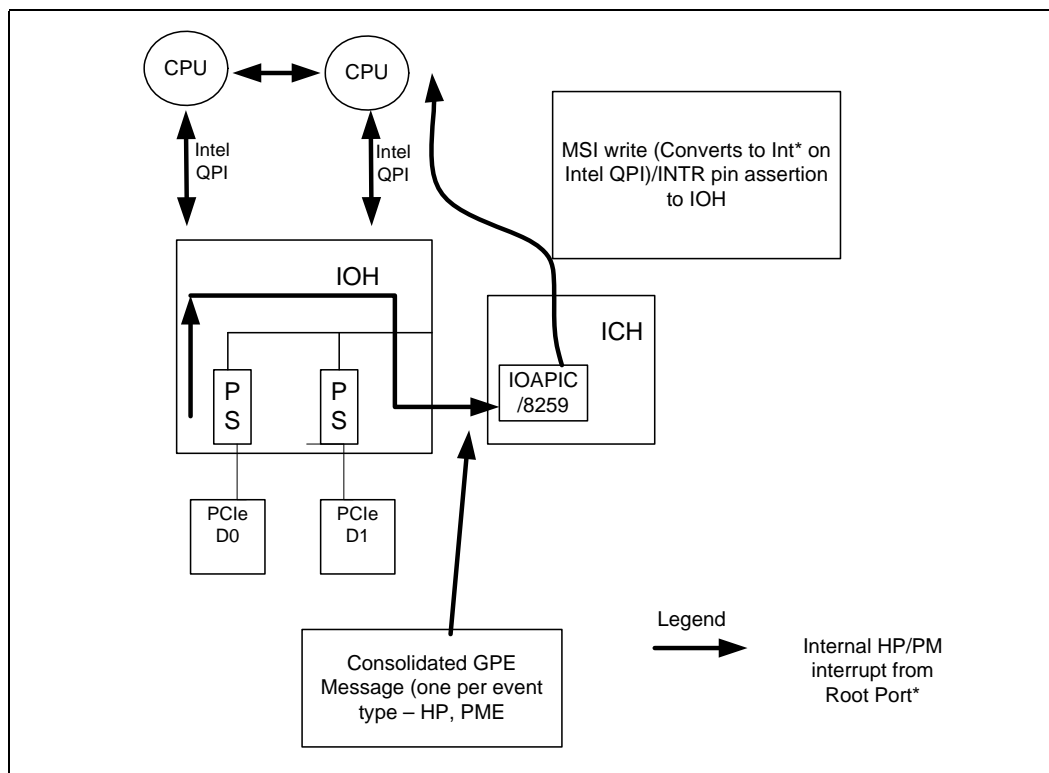 CPU
CPU
Intel
QPI
Intel
QPI
MSI write (Converts to Int* on
Intel QPI)/INTR pin assertion
to IOH
IOH
ICH
P
S
P
S
IOAPIC
/8259
PCIe
D0
PCIe
D1
Consolidated GPE
Message (one per event
type – HP, PME
Legend
Internal HP/PM
interrupt from
Root Port*